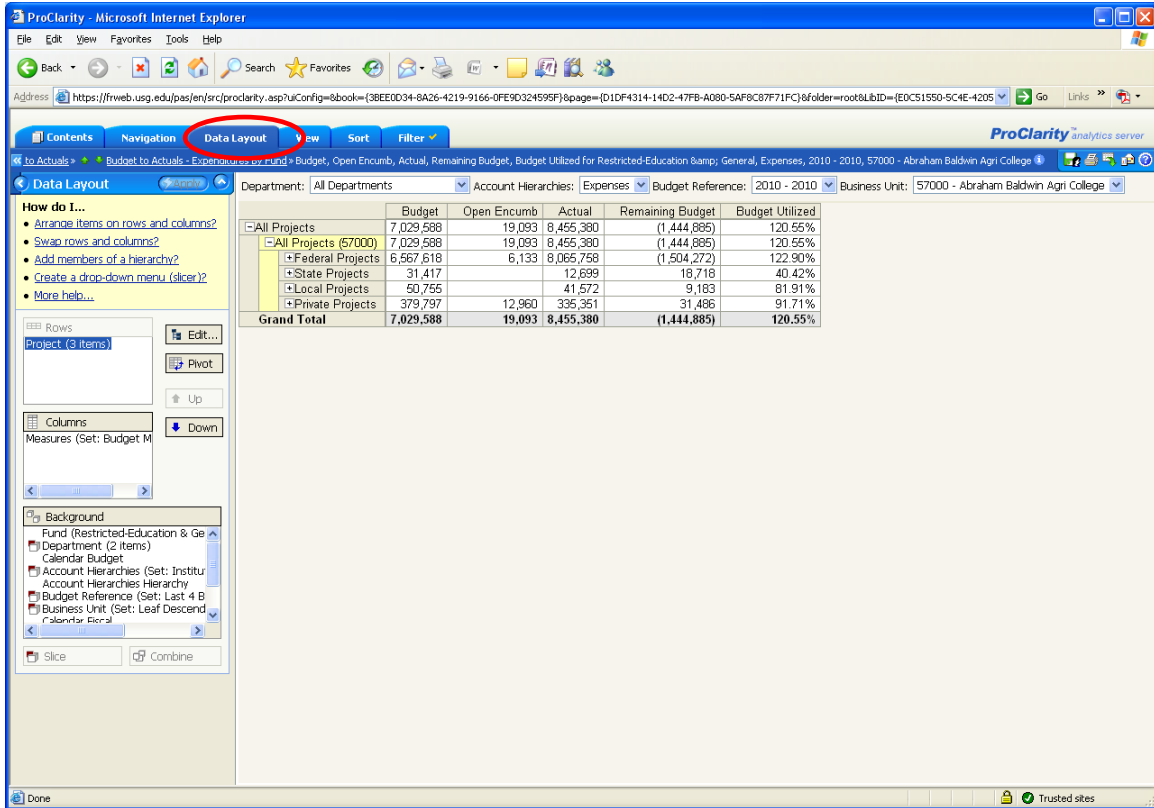 ProClarity - Microsoft Internet Explorer
File Edit View Favorites Tools Help
Back Search Favorites
Address https://frweb.usg.edu/pas/en/src/proclarity.asp?uiConfig=&book={3BEE0D34-8A26-4219-9166-0FE9D324595F}&page={D1DF4314-14D2-47FB-A080-5AF8C87F71FC}&folder=root&LibID={E0C51550-5C4E-4205 Go Links »
Contents Navigation Data Layout View Sort Filter ProClarity™ analytics server
« to Actuals » Budget to Actuals - Expenditures By Fund » Budget, Open Encumb, Actual, Remaining Budget, Budget Utilized for Restricted-Education &amp; General, Expenses, 2010 - 2010, 57000 - Abraham Baldwin Agri College
Data Layout Apply
Department: All Departments Account Hierarchies: Expenses Budget Reference: 2010 - 2010 Business Unit: 57000 - Abraham Baldwin Agri College
How do I...
• Arrange items on rows and columns?
• Swap rows and columns?
• Add members of a hierarchy?
• Create a drop-down menu (slicer)?
• More help...
Rows
Project (3 items)
Edit...
Pivot
Up
Down
Columns
Measures (Set: Budget M
Background
Fund (Restricted-Education & Ge
Department (2 items)
Calendar Budget
Account Hierarchies (Set: Institu
Account Hierarchies Hierarchy
Budget Reference (Set: Last 4 B
Business Unit (Set: Leaf Descend
Calendar Fiscal
Slice Combine
Budget Open Encumb Actual Remaining Budget Budget Utilized
All Projects 7,029,588 19,093 8,455,380 (1,444,885) 120.55%
All Projects (57000) 7,029,588 19,093 8,455,380 (1,444,885) 120.55%
Federal Projects 6,567,618 6,133 8,065,758 (1,504,272) 122.90%
State Projects 31,417 12,699 18,718 40.42%
Local Projects 50,755 41,572 9,183 81.91%
Private Projects 379,797 12,960 335,351 31,486 91.71%
Grand Total 7,029,588 19,093 8,455,380 (1,444,885) 120.55%
Done Trusted sites